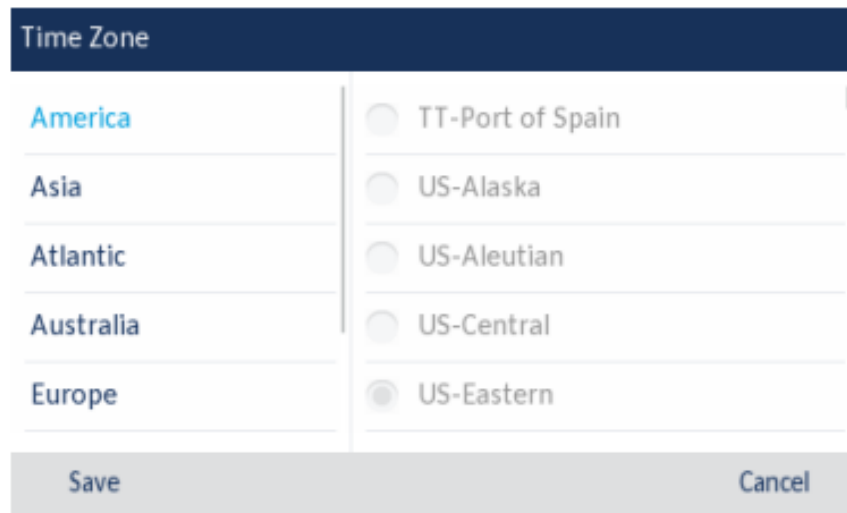 Time Zone
America
Asia
Atlantic
Australia
Europe
TT-Port of Spain
US-Alaska
US-Aleutian
US-Central
US-Eastern
Save
Cancel